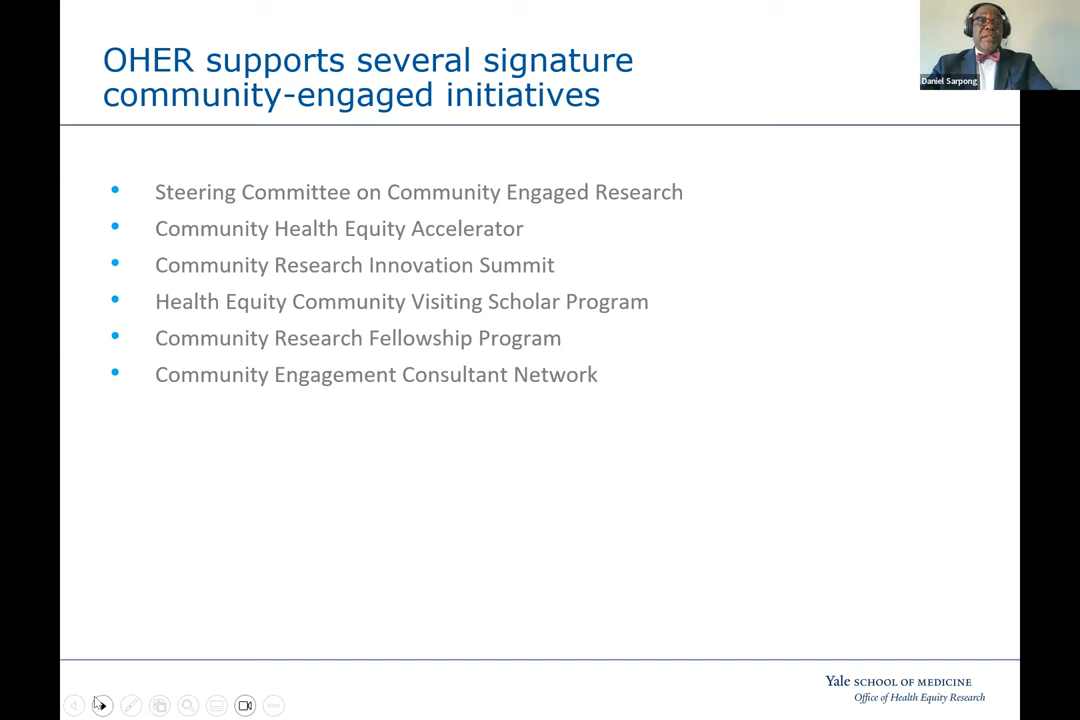 OHER supports several signature
community-engaged initiatives
Daniel Sarpong
• Steering Committee on Community Engaged Research
• Community Health Equity Accelerator
• Community Research Innovation Summit
• Health Equity Community Visiting Scholar Program
• Community Research Fellowship Program
• Community Engagement Consultant Network
Yale SCHOOL OF MEDICINE
Office of Health Equity Research